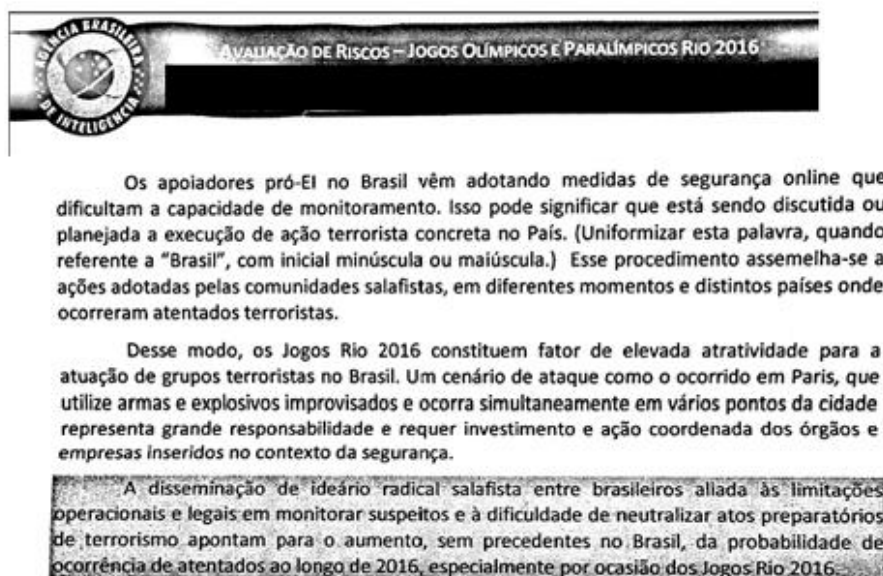 AGÊNCIA BRASILEIRA
DE INTELIGÊNCIA
AVALIAÇÃO DE RISCOS – JOGOS OLÍMPICOS E PARALÍMPICOS RIO 2016
Os apoiadores pró-EI no Brasil vêm adotando medidas de segurança online que
dificultam a capacidade de monitoramento. Isso pode significar que está sendo discutida ou
planejada a execução de ação terrorista concreta no País. (Uniformizar esta palavra, quando
referente a "Brasil", com inicial minúscula ou maiúscula.) Esse procedimento assemelha-se a
ações adotadas pelas comunidades salafistas, em diferentes momentos e distintos países onde
ocorreram atentados terroristas.
Desse modo, os Jogos Rio 2016 constituem fator de elevada atratividade para a
atuação de grupos terroristas no Brasil. Um cenário de ataque como o ocorrido em Paris, que
utilize armas e explosivos improvisados e ocorra simultaneamente em vários pontos da cidade
representa grande responsabilidade e requer investimento e ação coordenada dos órgãos e
empresas inseridos no contexto da segurança.
A disseminação de ideário radical salafista entre brasileiros aliada às limitações
operacionais e legais em monitorar suspeitos e à dificuldade de neutralizar atos preparatórios
de terrorismo apontam para o aumento, sem precedentes no Brasil, da probabilidade de
ocorrência de atentados ao longo de 2016, especialmente por ocasião dos Jogos Rio 2016.